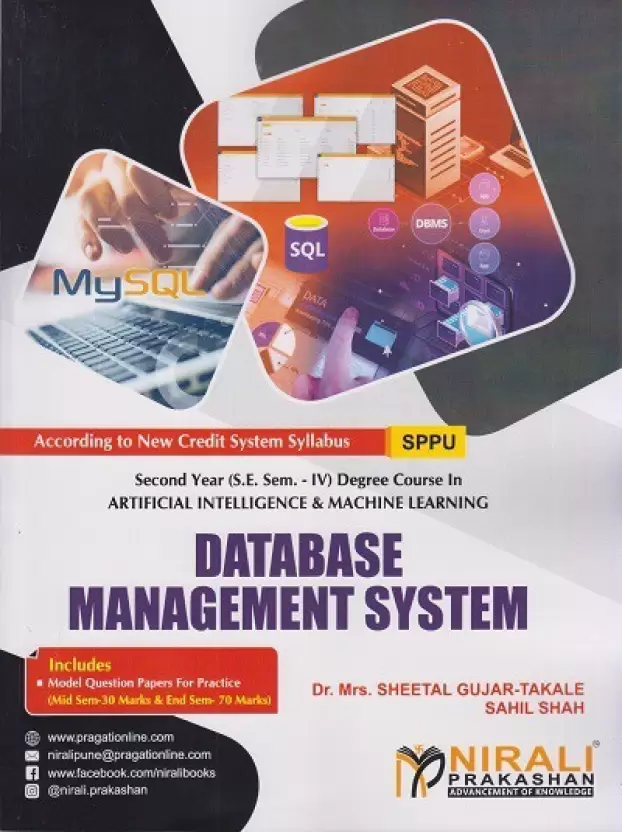 MySQL
SQL
Database
DBMS
DATA
According to New Credit System Syllabus
SPPU
Second Year (S.E. Sem. - IV) Degree Course In
ARTIFICIAL INTELLIGENCE & MACHINE LEARNING
DATABASE
MANAGEMENT SYSTEM
Includes
Model Question Papers For Practice
(Mid Sem-30 Marks & End Sem- 70 Marks)
Dr. Mrs. SHEETAL GUJAR-TAKALE
SAHIL SHAH
www.pragationline.com
niralipune@pragationline.com
www.facebook.com/niralibooks
@nirali.prakashan
NIRALI
PRAKASHAN
ADVANCEMENT OF KNOWLEDGE